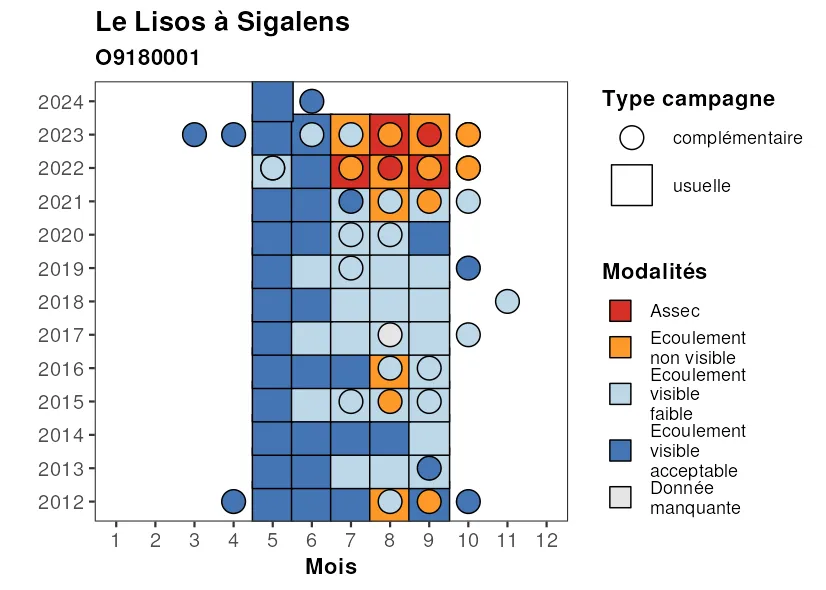 Le Lisos à Sigalens
O9180001
2024
2023
2022
2021
2020
2019
2018
2017
2016
2015
2014
2013
2012
1 2 3 4 5 6 7 8 9 10 11 12
Mois
Type campagne
complémentaire
usuelle
Modalités
Assec
Ecoulement
non visible
Ecoulement
visible
faible
Ecoulement
visible
acceptable
Donnée
manquante